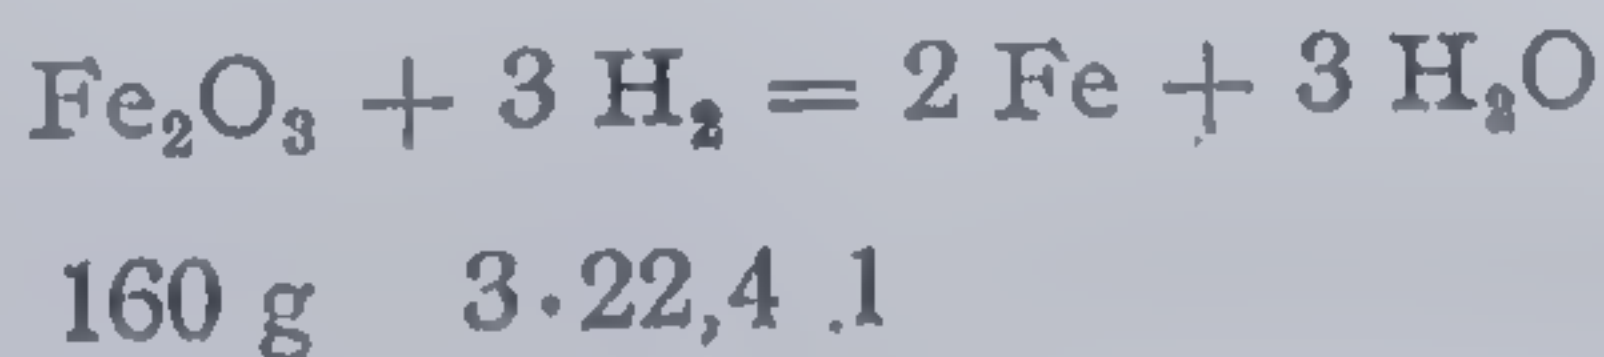 Fe₂O₃ + 3 H₂ = 2 Fe + 3 H₂O
160 g 3·22,4 l